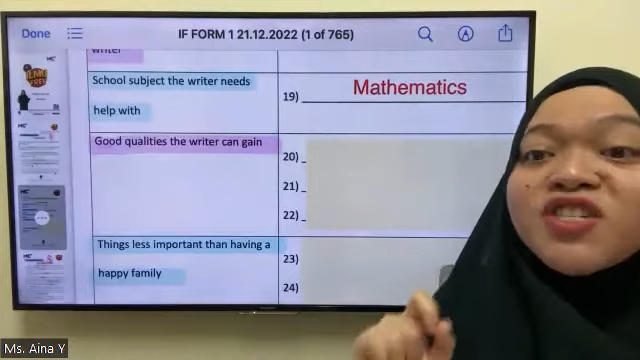 Done
IF FORM 1 21.12.2022 (1 of 765)
writer
School subject the writer needs
help with
19)
Mathematics
Good qualities the writer can gain
20)
21)
22)
Things less important than having a
happy family
23)
24)
Ms. Aina Y